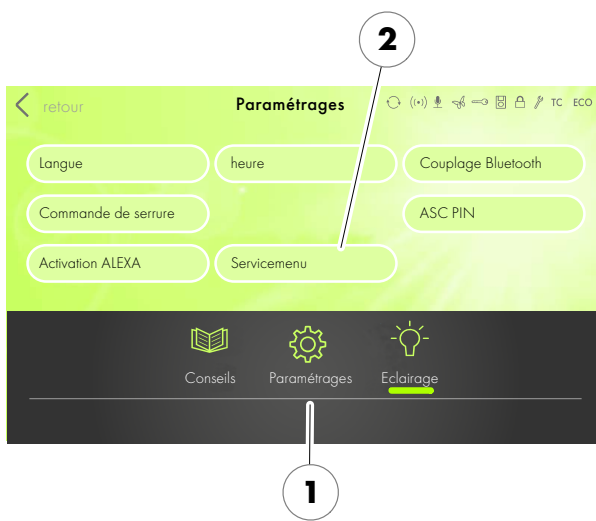 2
retour
Paramétrages
TC ECO
Langue
heure
Couplage Bluetooth
Commande de serrure
ASC PIN
Activation ALEXA
Servicemenu
Conseils
Paramétrages
Eclairage
1